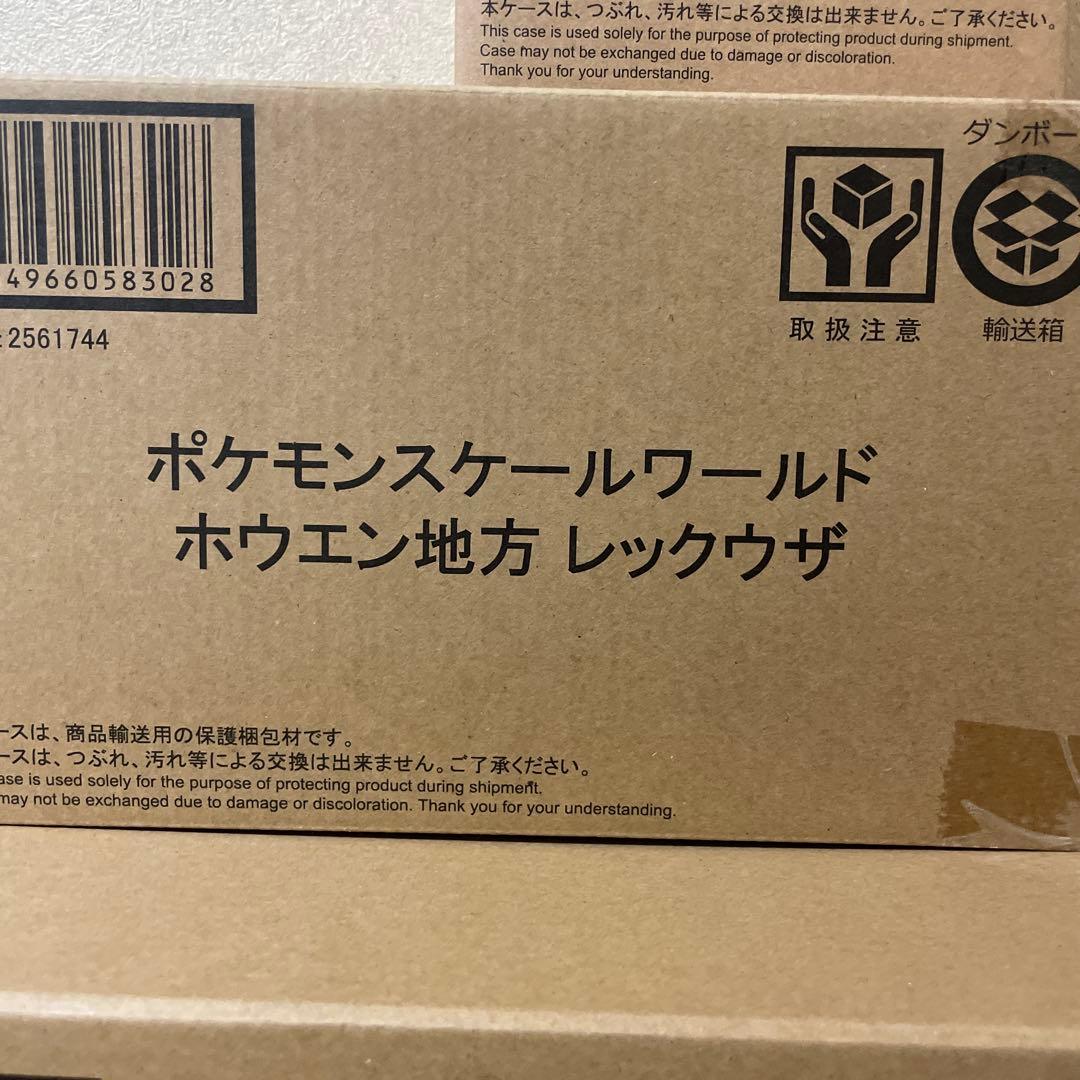 本ケースは、つぶれ、汚れ等による交換は出来ません。ご了承ください。
This case is used solely for the purpose of protecting product during shipment.
Case may not be exchanged due to damage or discoloration.
Thank you for your understanding.
ダンボー
49660583028
取扱注意
輸送箱
:2561744
ポケモンスケールワールド
ホウエン地方 レックウザ
ースは、商品輸送用の保護梱包材です。
ースは、つぶれ、汚れ等による交換は出来ません。ご了承ください。
ase is used solely for the purpose of protecting product during shipment.
may not be exchanged due to damage or discoloration. Thank you for your understanding.